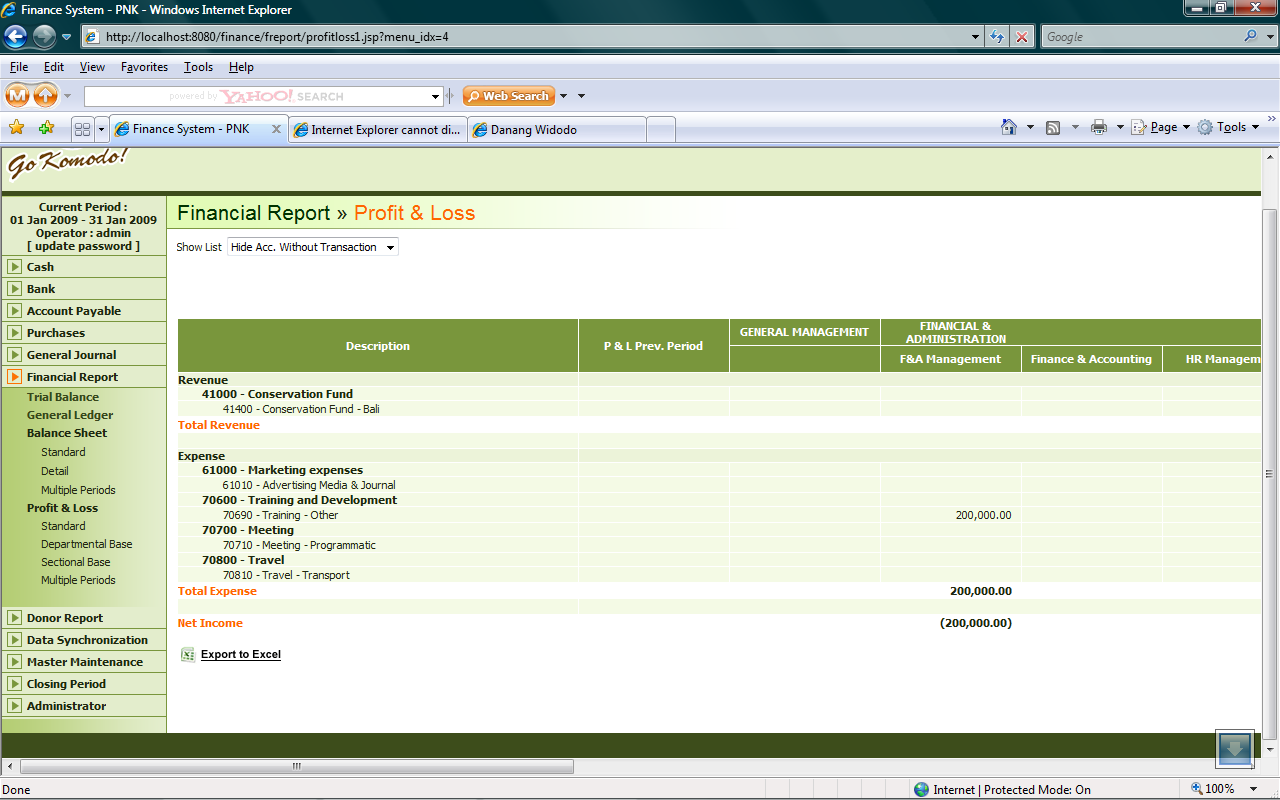 Finance System - PNK - Windows Internet Explorer
http://localhost:8080/finance/freport/profitloss1.jsp?menu_idx=4
Google
File Edit View Favorites Tools Help
M
powered by YAHOO! SEARCH
Web Search
Finance System - PNK
Internet Explorer cannot di...
Danang Widodo
Page
Tools
Go Komodo!
Current Period :
01 Jan 2009 - 31 Jan 2009
Operator : admin
[ update password ]
Cash
Bank
Account Payable
Purchases
General Journal
Financial Report
Trial Balance
General Ledger
Balance Sheet
Standard
Detail
Multiple Periods
Profit & Loss
Standard
Departmental Base
Sectional Base
Multiple Periods
Donor Report
Data Synchronization
Master Maintenance
Closing Period
Administrator
Financial Report » Profit & Loss
Show List Hide Acc. Without Transaction
Description P & L Prev. Period GENERAL MANAGEMENT FINANCIAL &
ADMINISTRATION
F&A Management Finance & Accounting HR Managem
Revenue
41000 - Conservation Fund
41400 - Conservation Fund - Bali
Total Revenue
Expense
61000 - Marketing expenses
61010 - Advertising Media & Journal
70600 - Training and Development
70690 - Training - Other 200,000.00
70700 - Meeting
70710 - Meeting - Programmatic
70800 - Travel
70810 - Travel - Transport
Total Expense 200,000.00
Net Income (200,000.00)
Export to Excel
Done
Internet | Protected Mode: On
100%